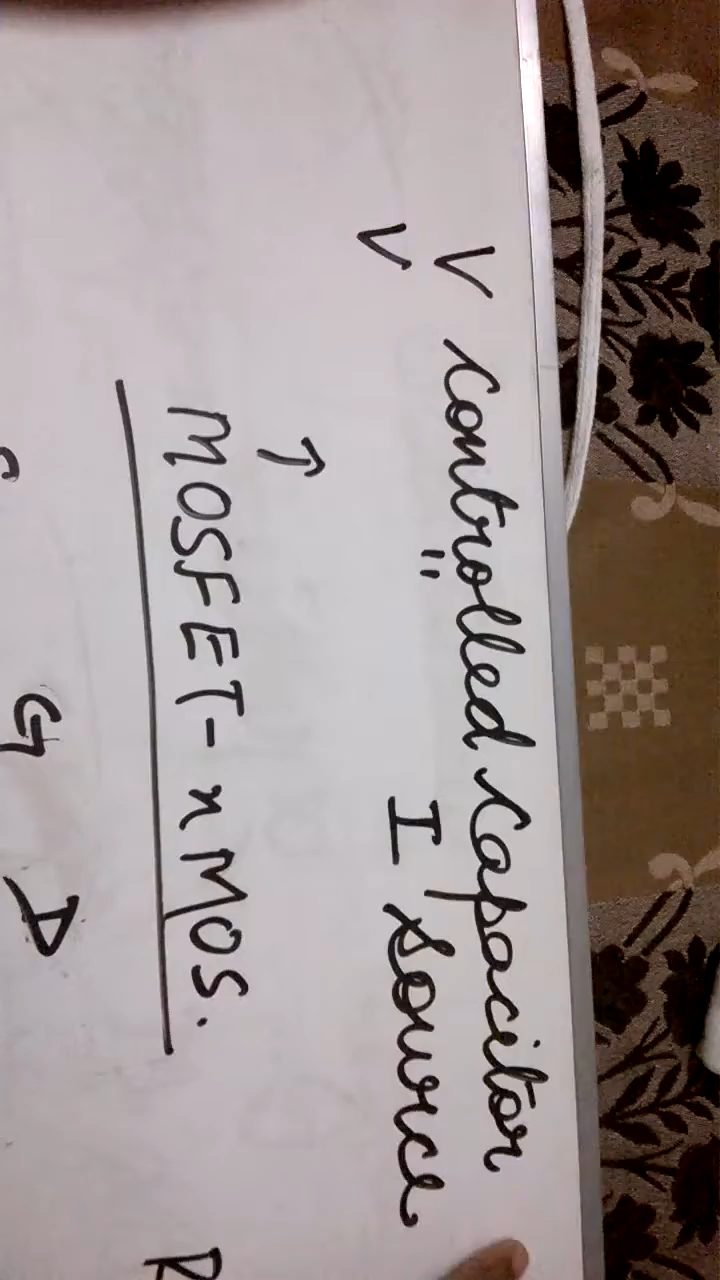 V controlled capacitor
V " I source
↑
MOSFET - nMOS.
G D